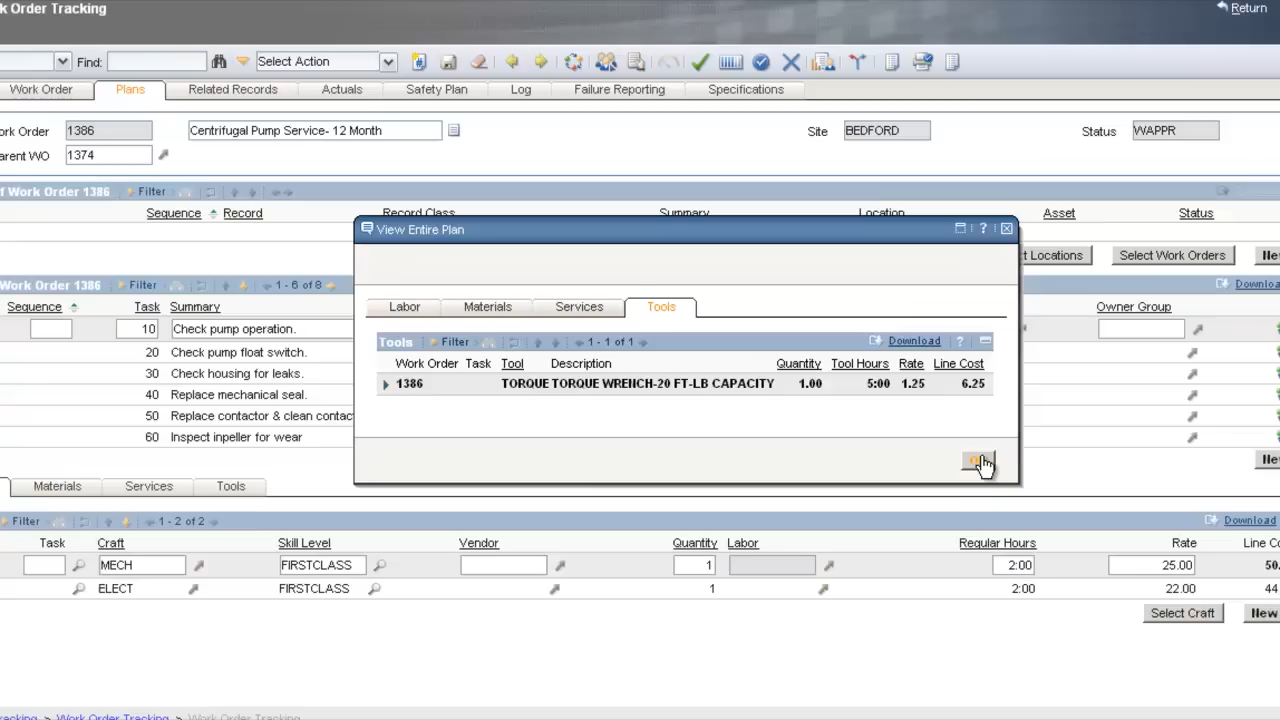 k Order Tracking
Return
Find:
Select Action
Work Order Plans Related Records Actuals Safety Plan Log Failure Reporting Specifications
ork Order 1386 Centrifugal Pump Service- 12 Month Site BEDFORD Status WAPPR
arent WO 1374
f Work Order 1386 Filter
Sequence Record Record Class Summary Location Asset Status
View Entire Plan ?
t Locations Select Work Orders Ne
Work Order 1386 Filter 1 - 6 of 8 Downloa
Sequence Task Summary Owner Group
Labor Materials Services Tools
10 Check pump operation.
Tools Filter 1 - 1 of 1 Download ?
20 Check pump float switch.
Work Order Task Tool Description Quantity Tool Hours Rate Line Cost
30 Check housing for leaks.
1386 TORQUE TORQUE WRENCH-20 FT-LB CAPACITY 1.00 5:00 1.25 6.25
40 Replace mechanical seal.
50 Replace contactor & clean contac
60 Inspect inpeller for wear
Ne
Materials Services Tools
Filter 1 - 2 of 2 Download
Task Craft Skill Level Vendor Quantity Labor Regular Hours Rate Line Co
MECH FIRSTCLASS 1 2:00 25.00 50.
ELECT FIRSTCLASS 1 2:00 22.00 44
Select Craft New
racking > Work Order Tracking > Work Order Tracking